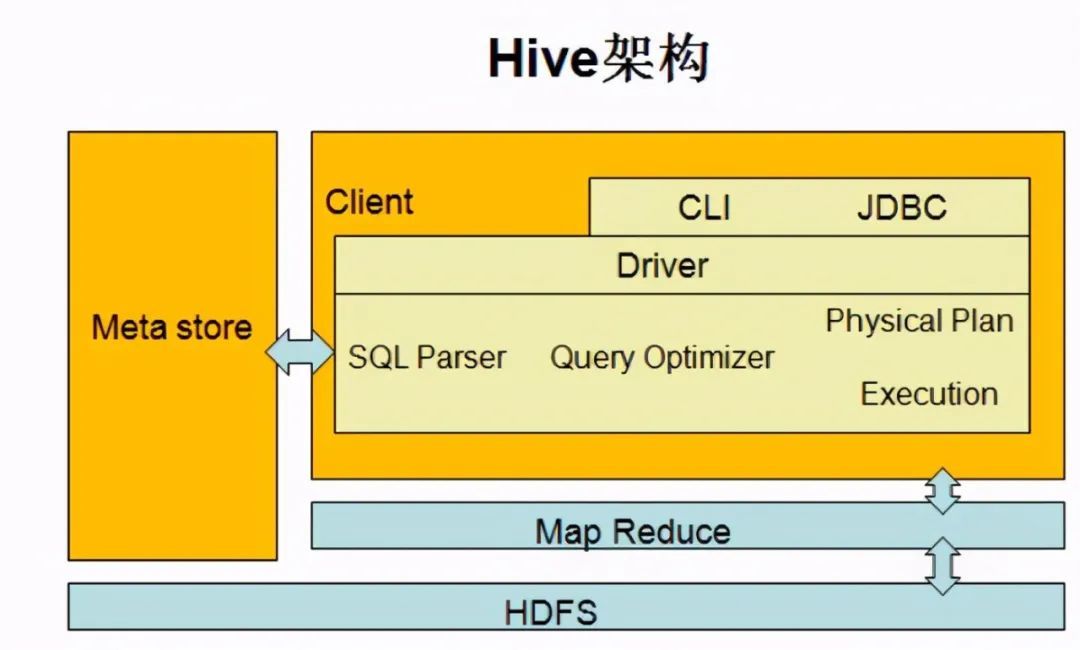 Hive架构
Client
CLI JDBC
Driver
Meta store
SQL Parser Query Optimizer Physical Plan
Execution
Map Reduce
HDFS